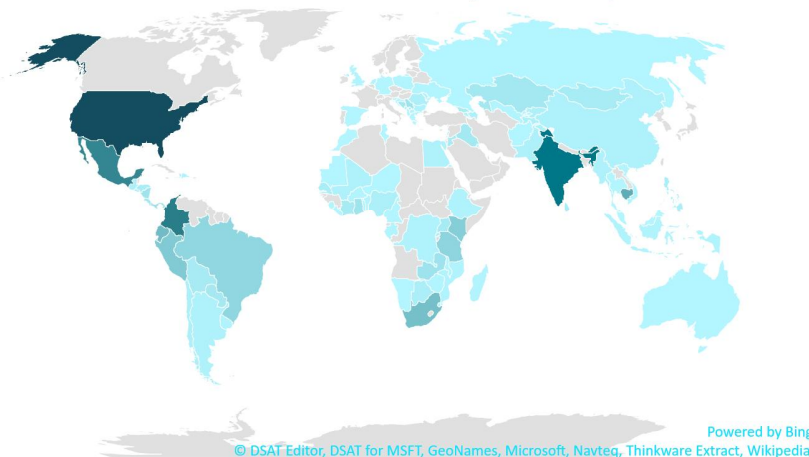 Powered by Bing
© DSAT Editor, DSAT for MSFT, GeoNames, Microsoft, Navteq, Thinkware Extract, Wikipedia